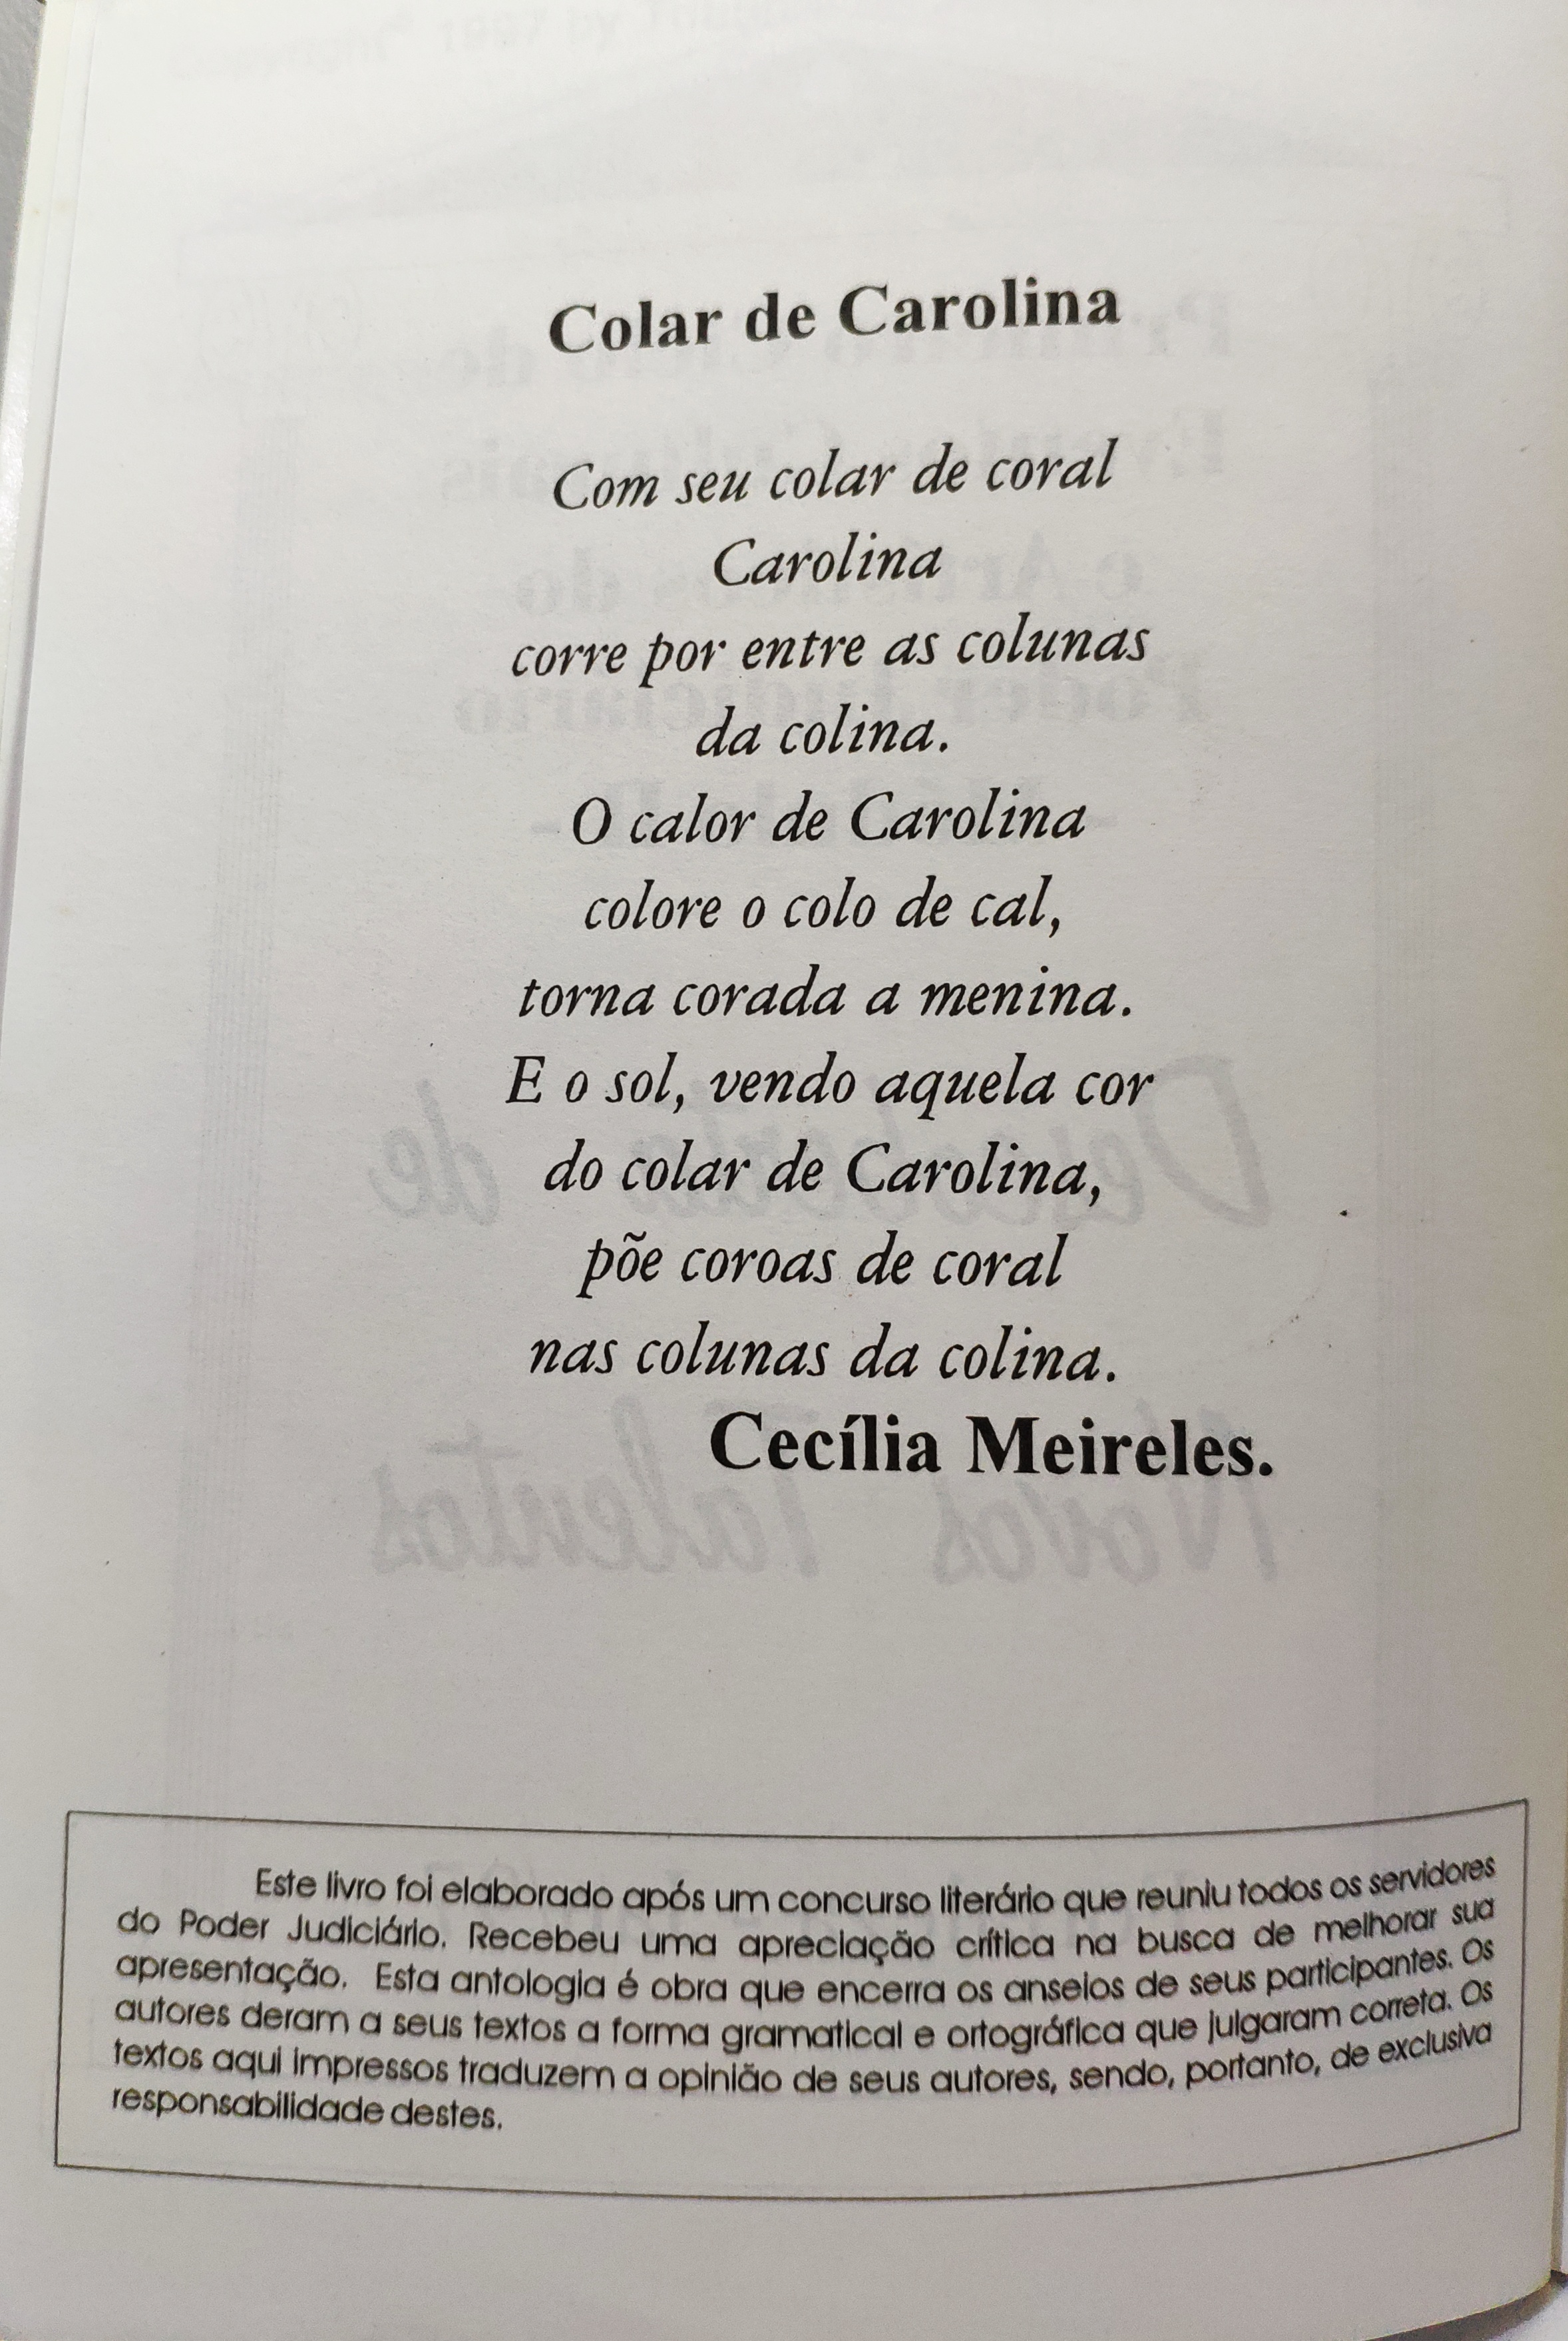 Colar de Carolina
Com seu colar de coral
Carolina
corre por entre as colunas
da colina.
O calor de Carolina
colore o colo de cal,
torna corada a menina.
E o sol, vendo aquela cor
do colar de Carolina,
põe coroas de coral
nas colunas da colina.
Cecília Meireles.
Este livro foi elaborado após um concurso literário que reuniu todos os servidores
do Poder Judiciário. Recebeu uma apreciação crítica na busca de melhorar sua
apresentação. Esta antologia é obra que encerra os anseios de seus participantes. Os
autores deram a seus textos a forma gramatical e ortográfica que julgaram correta. Os
textos aqui impressos traduzem a opinião de seus autores, sendo, portanto, de exclusiva
responsabilidade destes.